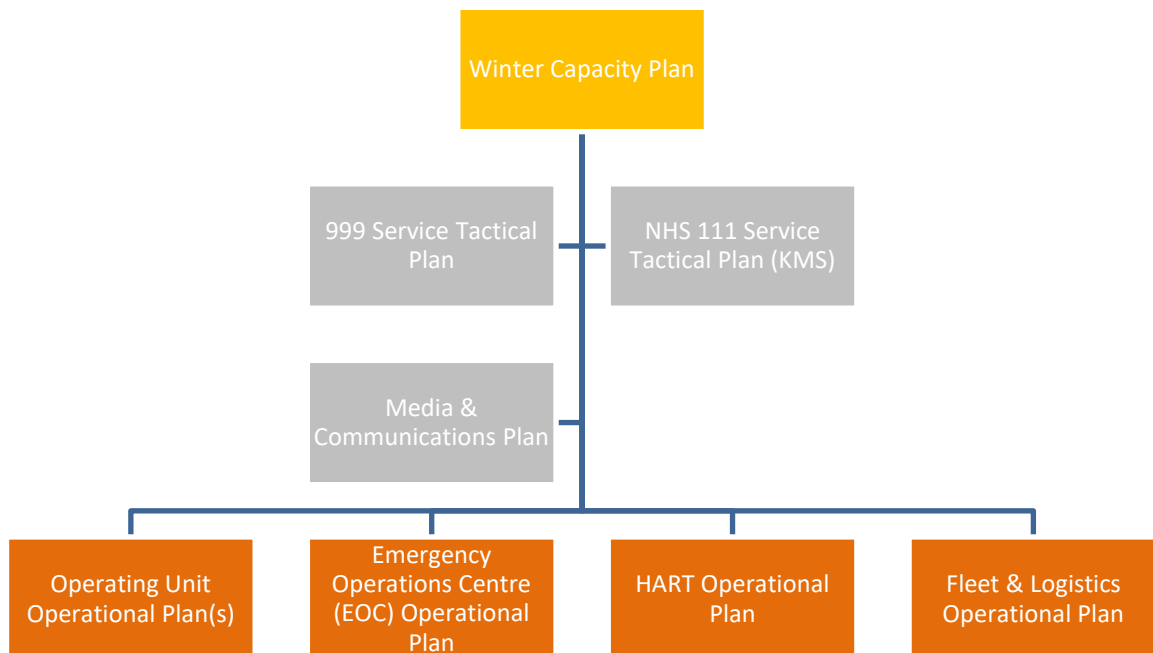 Winter Capacity Plan
999 Service Tactical
Plan
NHS 111 Service
Tactical Plan (KMS)
Media &
Communications Plan
Operating Unit
Operational Plan(s)
Emergency
Operations Centre
(EOC) Operational
Plan
HART Operational
Plan
Fleet & Logistics
Operational Plan